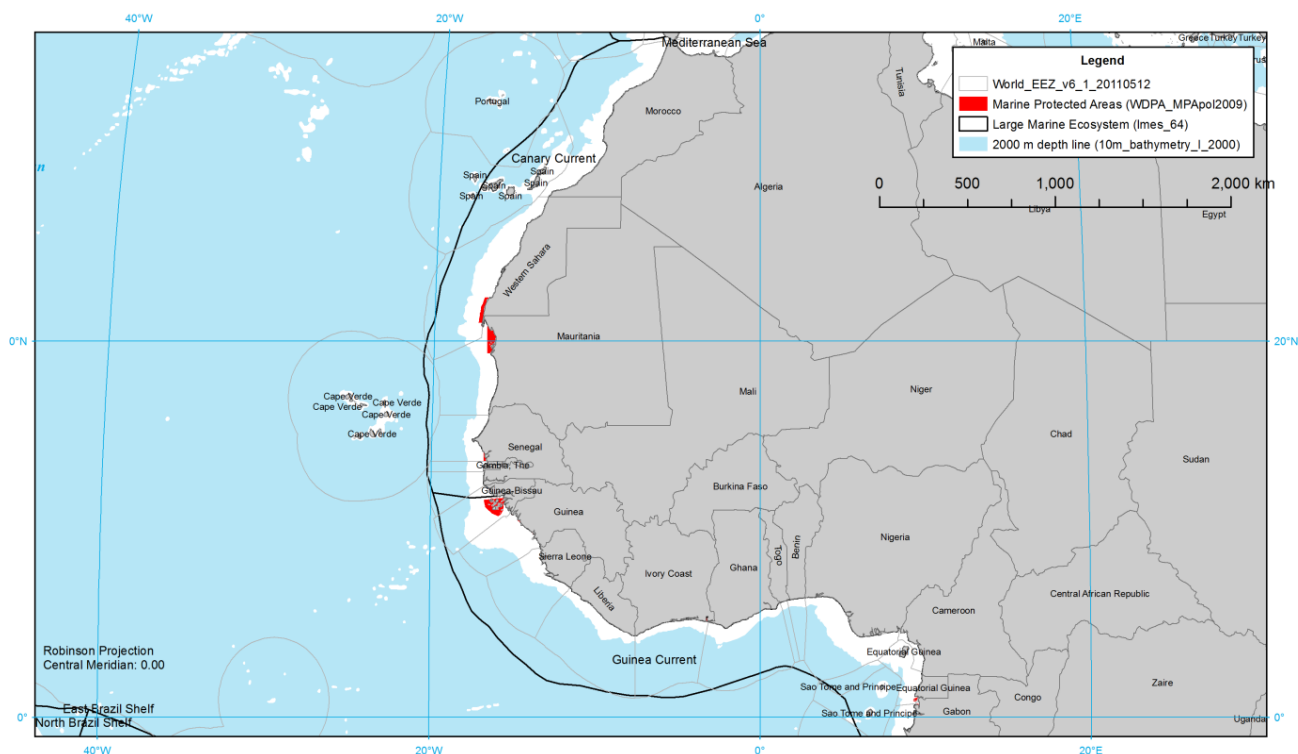 40°W
20°W
0°
20°E
Mediterranean Sea
Malta
Greece
Turkey
Turkey
Legend
World_EEZ_v6_1_20110512
Marine Protected Areas (WDPA_MPApol2009)
Large Marine Ecosystem (lmes_64)
2000 m depth line (10m_bathymetry_l_2000)
Tunisia
Portugal
Morocco
n
Canary Current
Spain
Spain
Spain
Spain
Spain
Spain
Algeria
0
500
1,000
2,000 km
Libya
Egypt
Western Sahara
Mauritania
0°N
20°N
Mali
Niger
Cape Verde
Cape Verde
Cape Verde
Cape Verde
Cape Verde
Chad
Senegal
Sudan
Gambia, The
Burkina Faso
Guinea-Bissau
Guinea
Nigeria
Benin
Togo
Sierra Leone
Ivory Coast
Ghana
Liberia
Central African Republic
Cameroon
Robinson Projection
Central Meridian: 0.00
Guinea Current
Equatorial Guinea
Sao Tome and Principe
Equatorial Guinea
Zaire
Congo
East Brazil Shelf
North Brazil Shelf
Sao Tome and Principe
Gabon
Uganda
0°
0°
40°W
20°W
0°
20°E